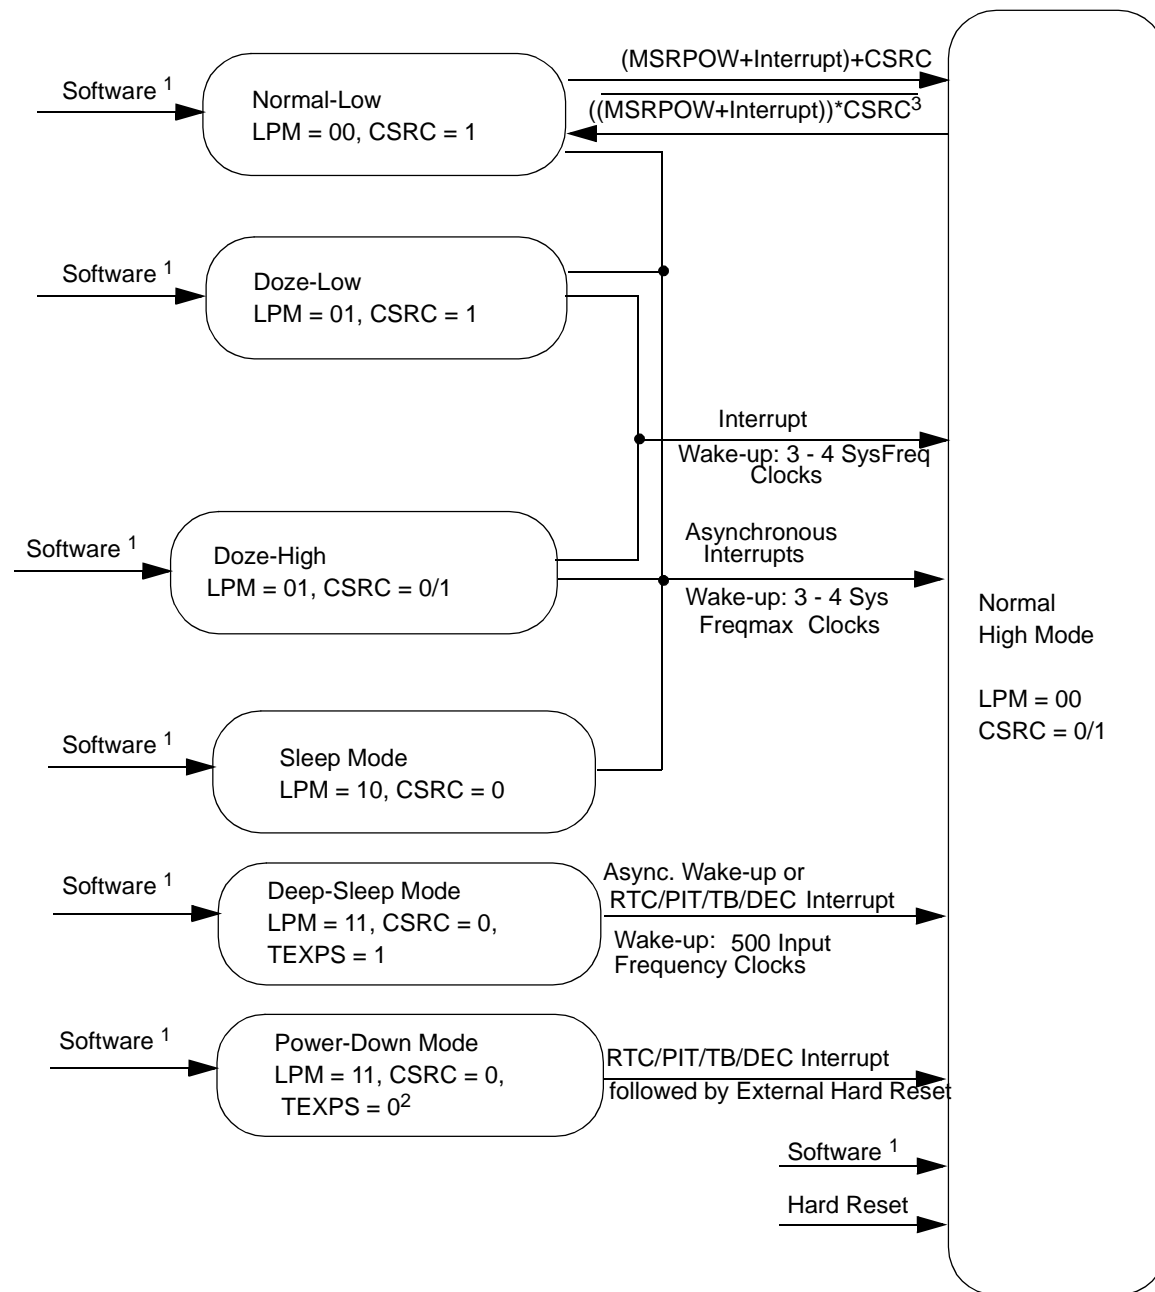 (MSRPOW+Interrupt)+CSRC
Software 1
Normal-Low
LPM = 00, CSRC = 1
((MSRPOW+Interrupt))*CSRC3
Software 1
Doze-Low
LPM = 01, CSRC = 1
Interrupt
Wake-up: 3 - 4 SysFreq
Clocks
Software 1
Doze-High
LPM = 01, CSRC = 0/1
Asynchronous
Interrupts
Wake-up: 3 - 4 Sys
Freqmax Clocks
Normal
High Mode
LPM = 00
CSRC = 0/1
Software 1
Sleep Mode
LPM = 10, CSRC = 0
Software 1
Deep-Sleep Mode
LPM = 11, CSRC = 0,
TEXPS = 1
Async. Wake-up or
RTC/PIT/TB/DEC Interrupt
Wake-up: 500 Input
Frequency Clocks
Software 1
Power-Down Mode
LPM = 11, CSRC = 0,
TEXPS = 02
RTC/PIT/TB/DEC Interrupt
followed by External Hard Reset
Software 1
Hard Reset